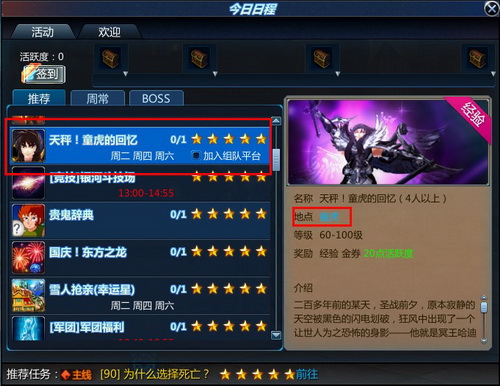 今日日程
活动 欢迎
活跃度：0
签到
推荐 周常 BOSS
天秤！童虎的回忆 0/1
周二 周四 周六 加入组队平台
[竞技]银河斗技场
13:00-14:55
贵鬼辞典 0/1
国庆！东方之龙 0/1
雪人抢亲(幸运星) 0/1
周二 周四 周六
[军团]军团福利 0/1
经验
名称 天秤！童虎的回忆（4人以上）
地点
等级 60-100级
奖励 经验 金券 20点活跃度
介绍
二百多年前的某天，圣战前夕，原本寂静的
天空被黑色的闪电划破，狂风中出现了一个
让世人为之恐怖的身影——他就是冥王哈迪
推荐任务： 主线 [90] 为什么选择死亡？ 前往